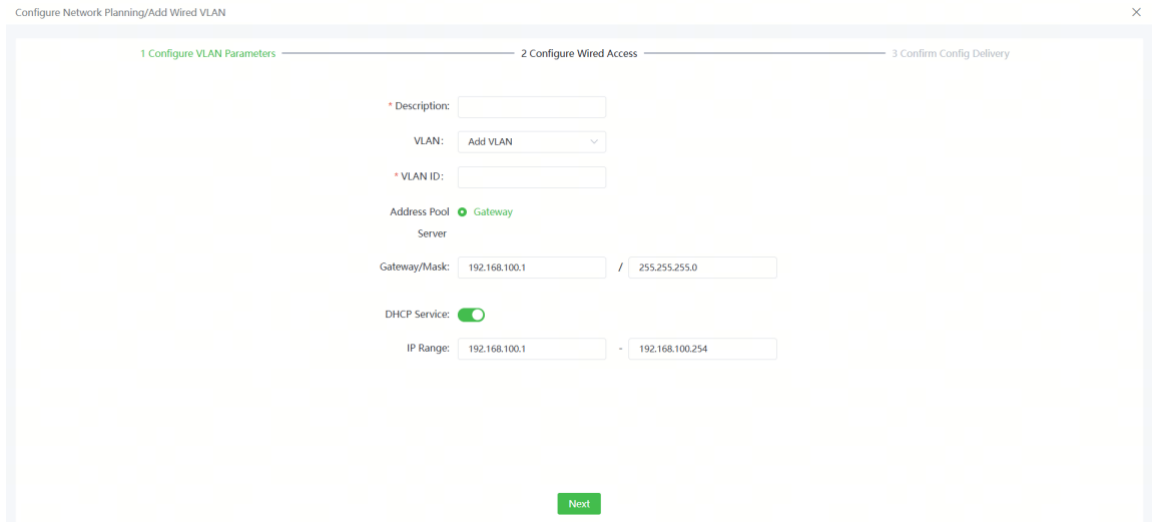 Configure Network Planning/Add Wired VLAN
1 Configure VLAN Parameters 2 Configure Wired Access 3 Confirm Config Delivery
* Description:
VLAN: Add VLAN
* VLAN ID:
Address Pool Gateway
Server
Gateway/Mask: 192.168.100.1 / 255.255.255.0
DHCP Service:
IP Range: 192.168.100.1 - 192.168.100.254
Next